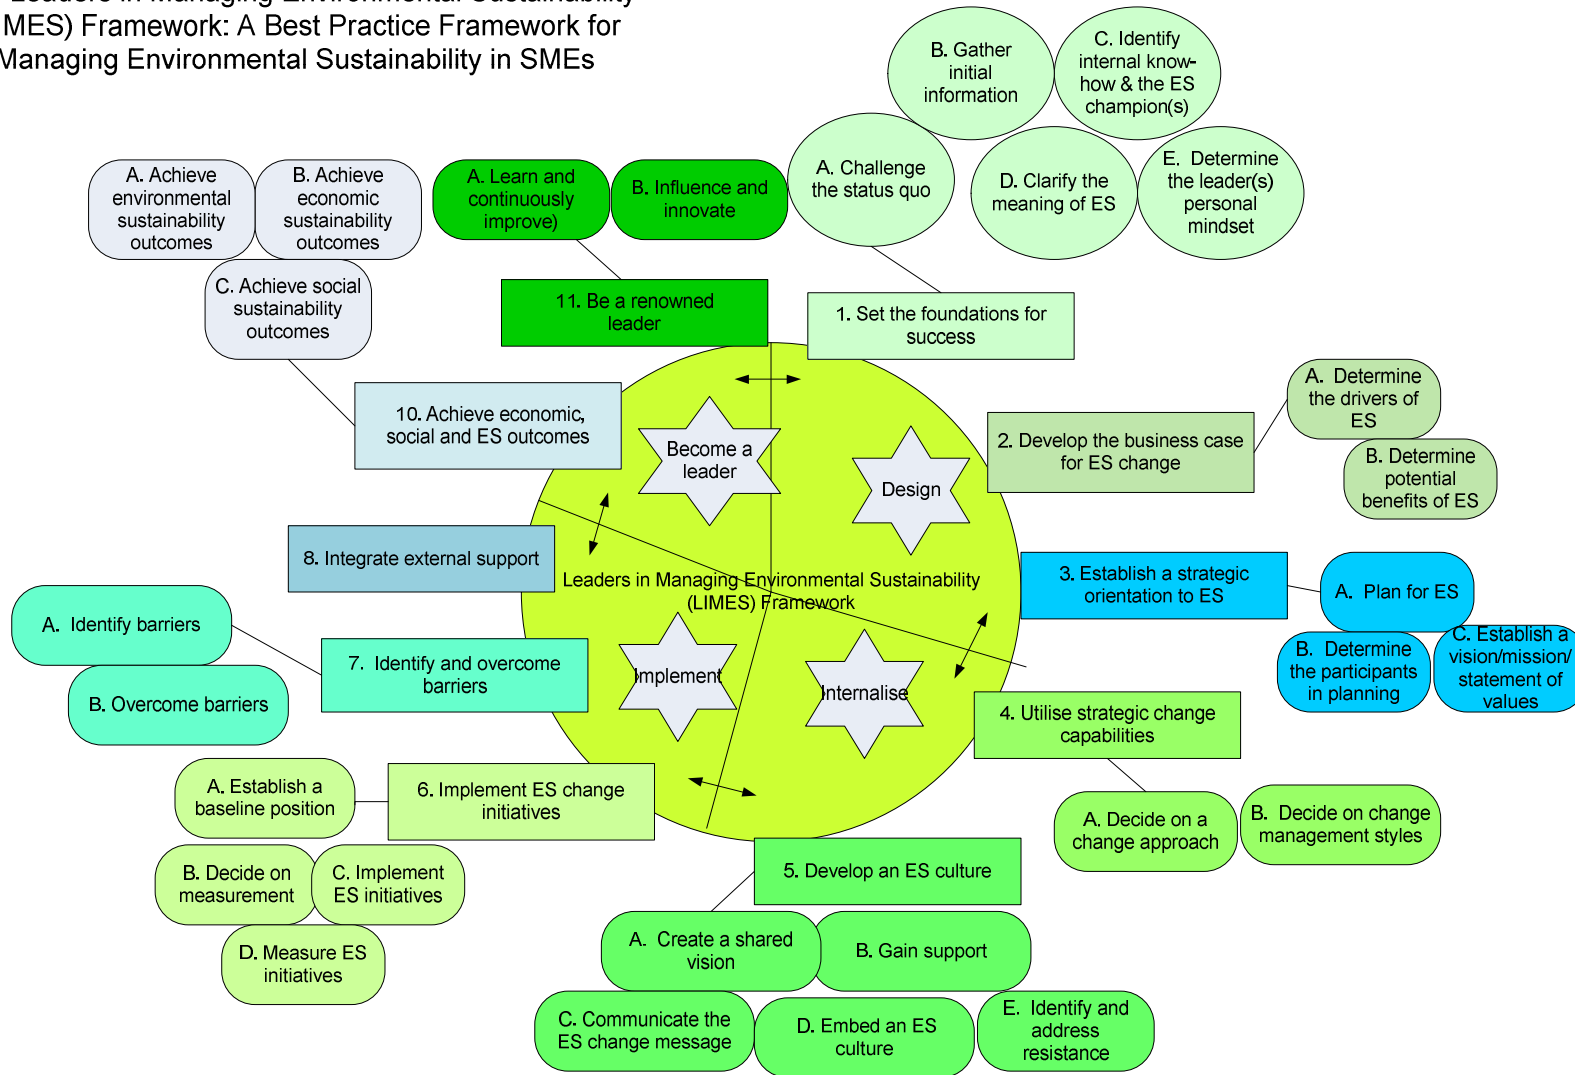 Leaders in Managing Environmental Sustainability
MES) Framework: A Best Practice Framework for
Managing Environmental Sustainability in SMEs
B. Gather
initial
information
C. Identify
internal know-
how & the ES
champion(s)
A. Challenge
the status quo
D. Clarify the
meaning of ES
E. Determine
the leader(s)
personal
mindset
A. Achieve
environmental
sustainability
outcomes
B. Achieve
economic
sustainability
outcomes
C. Achieve social
sustainability
outcomes
A. Learn and
continuously
improve)
B. Influence and
innovate
11. Be a renowned
leader
1. Set the foundations for
success
10. Achieve economic,
social and ES outcomes
2. Develop the business case
for ES change
A. Determine
the drivers of
ES
B. Determine
potential
benefits of ES
Become a
leader
Design
8. Integrate external support
Leaders in Managing Environmental Sustainability
(LIMES) Framework
3. Establish a strategic
orientation to ES
A. Plan for ES
B. Determine
the participants
in planning
C. Establish a
vision/mission/
statement of
values
A. Identify barriers
B. Overcome barriers
7. Identify and overcome
barriers
Implement
Internalise
4. Utilise strategic change
capabilities
A. Decide on a
change approach
B. Decide on change
management styles
A. Establish a
baseline position
6. Implement ES change
initiatives
B. Decide on
measurement
C. Implement
ES initiatives
D. Measure ES
initiatives
5. Develop an ES culture
A. Create a shared
vision
B. Gain support
C. Communicate the
ES change message
D. Embed an ES
culture
E. Identify and
address
resistance